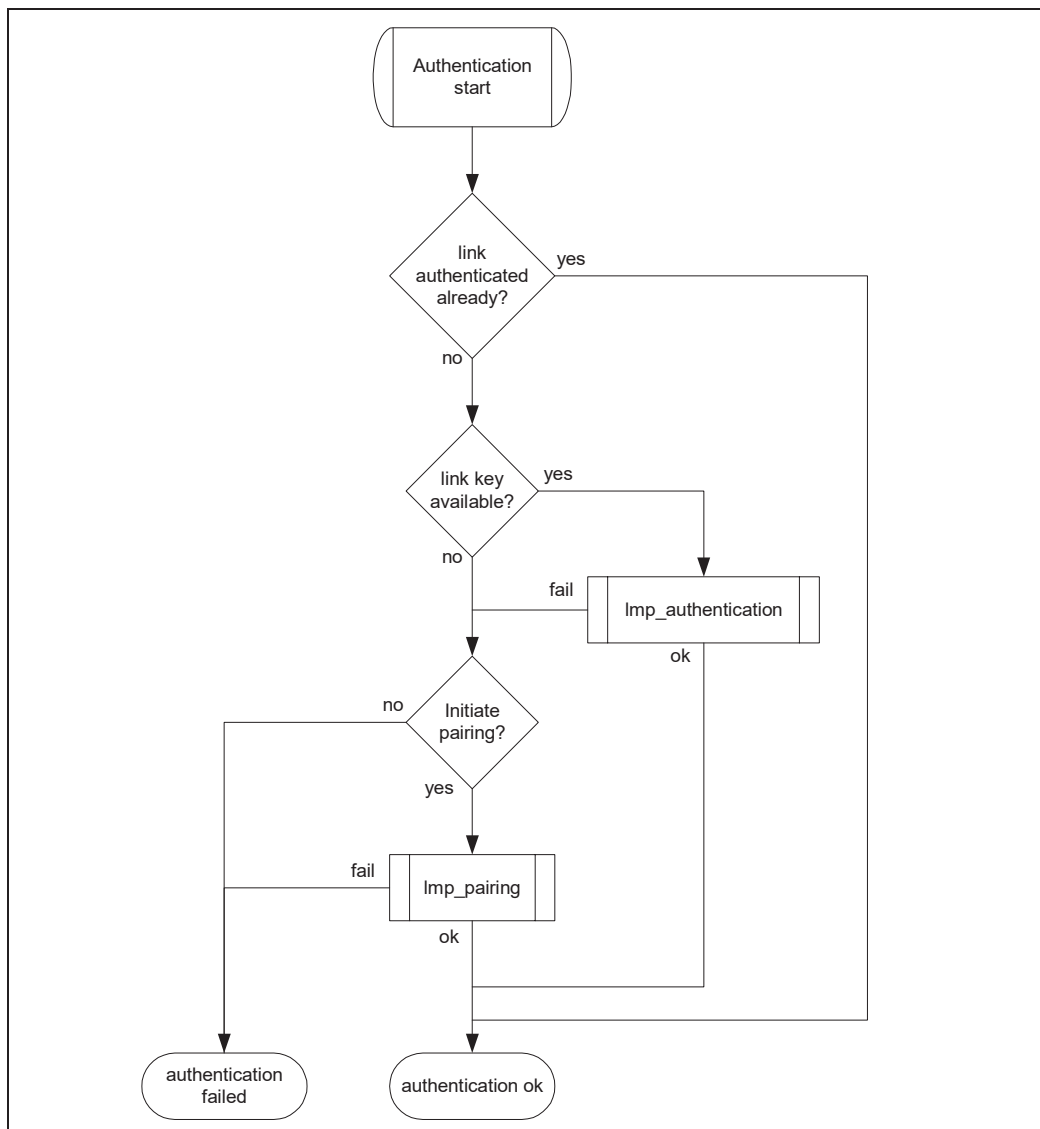 Authentication
start
link
authenticated
already?
yes
no
link key
available?
yes
no
fail
lmp_authentication
ok
no
Initiate
pairing?
yes
fail
lmp_pairing
ok
authentication
failed
authentication ok